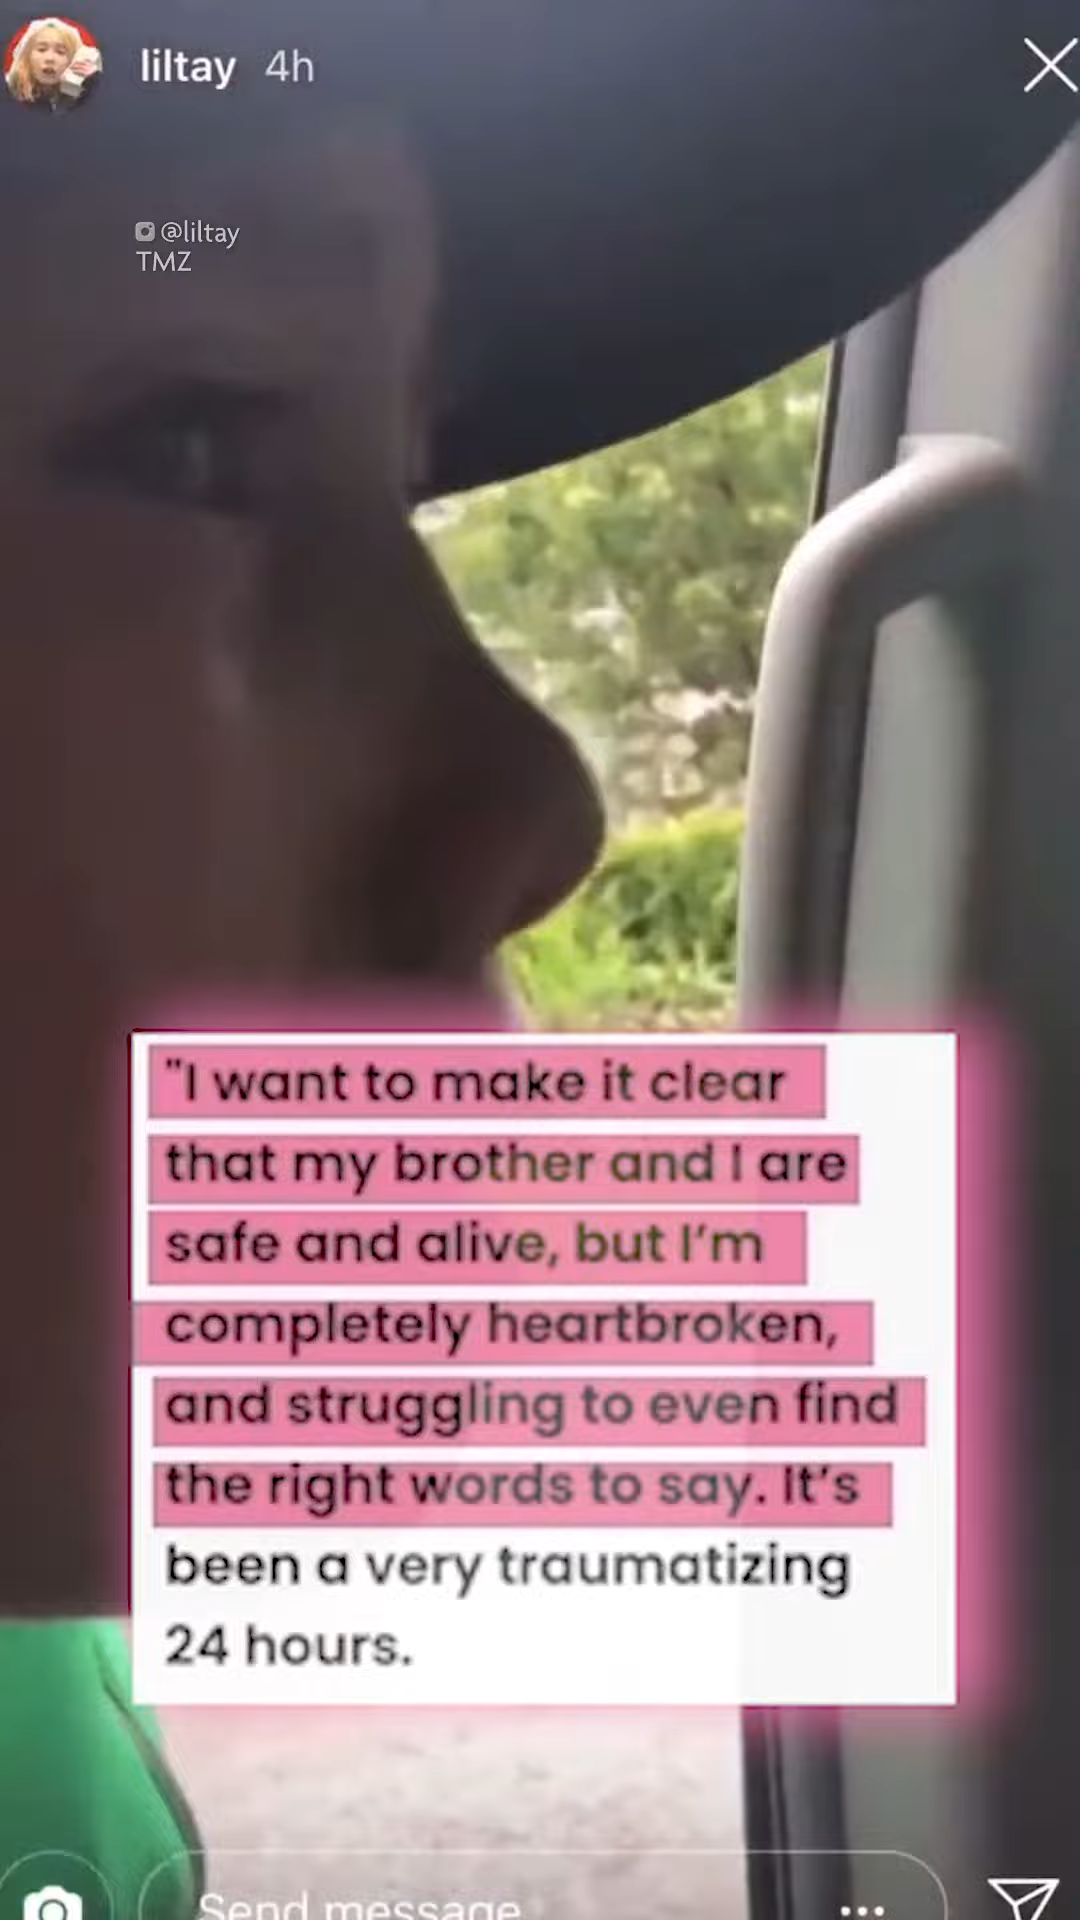 liltay 4h
@liltay
TMZ
"I want to make it clear
that my brother and I are
safe and alive, but I'm
completely heartbroken,
and struggling to even find
the right words to say. It's
been a very traumatizing
24 hours.
Send message